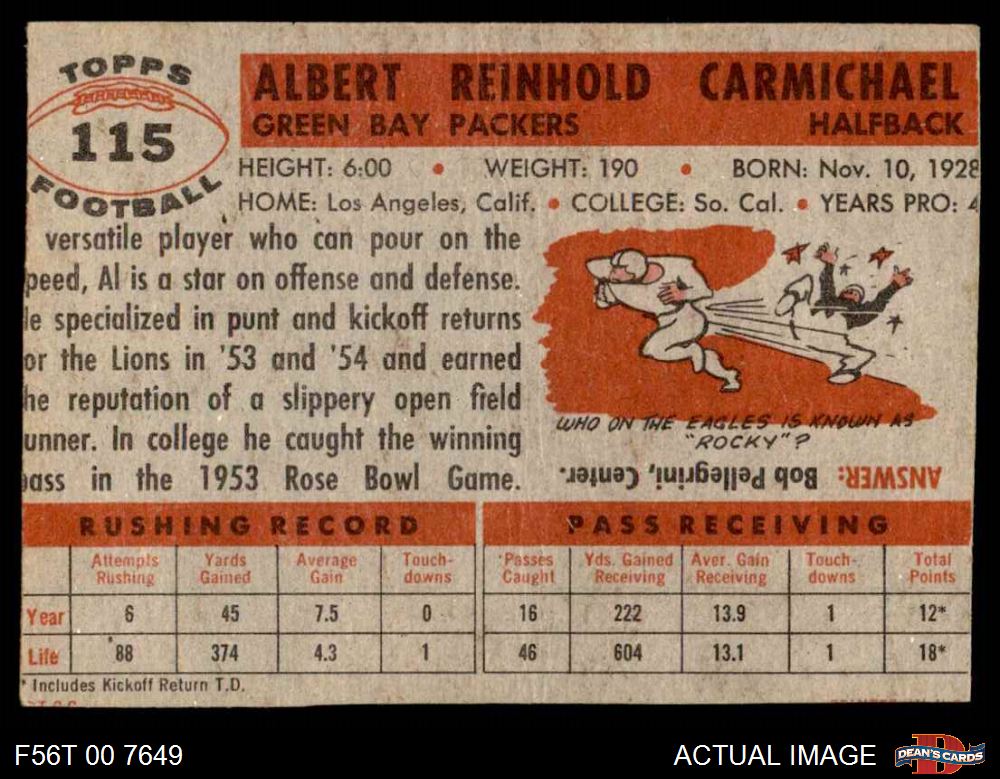 TOPPS
115
FOOTBALL
ALBERT REINHOLD CARMICHAEL
GREEN BAY PACKERS HALFBACK
HEIGHT: 6:00 • WEIGHT: 190 • BORN: Nov. 10, 1928
HOME: Los Angeles, Calif. • COLLEGE: So. Cal. • YEARS PRO: 4
versatile player who can pour on the
peed, Al is a star on offense and defense.
le specialized in punt and kickoff returns
or the Lions in '53 and '54 and earned
he reputation of a slippery open field
unner. In college he caught the winning
pass in the 1953 Rose Bowl Game.
WHO ON THE EAGLES IS KNOWN AS
"ROCKY"?
ANSWER: Bob Pellegrini, Center.
RUSHING RECORD PASS RECEIVING
Attempts Rushing Yards Gained Average Gain Touch-downs Passes Caught Yds. Gained Receiving Aver. Gain Receiving Touch-downs Total Points
Year 6 45 7.5 0 16 222 13.9 1 12*
Life 88 374 4.3 1 46 604 13.1 1 18*
* Includes Kickoff Return T.D.
F56T 00 7649 ACTUAL IMAGE DEAN'S CARDS